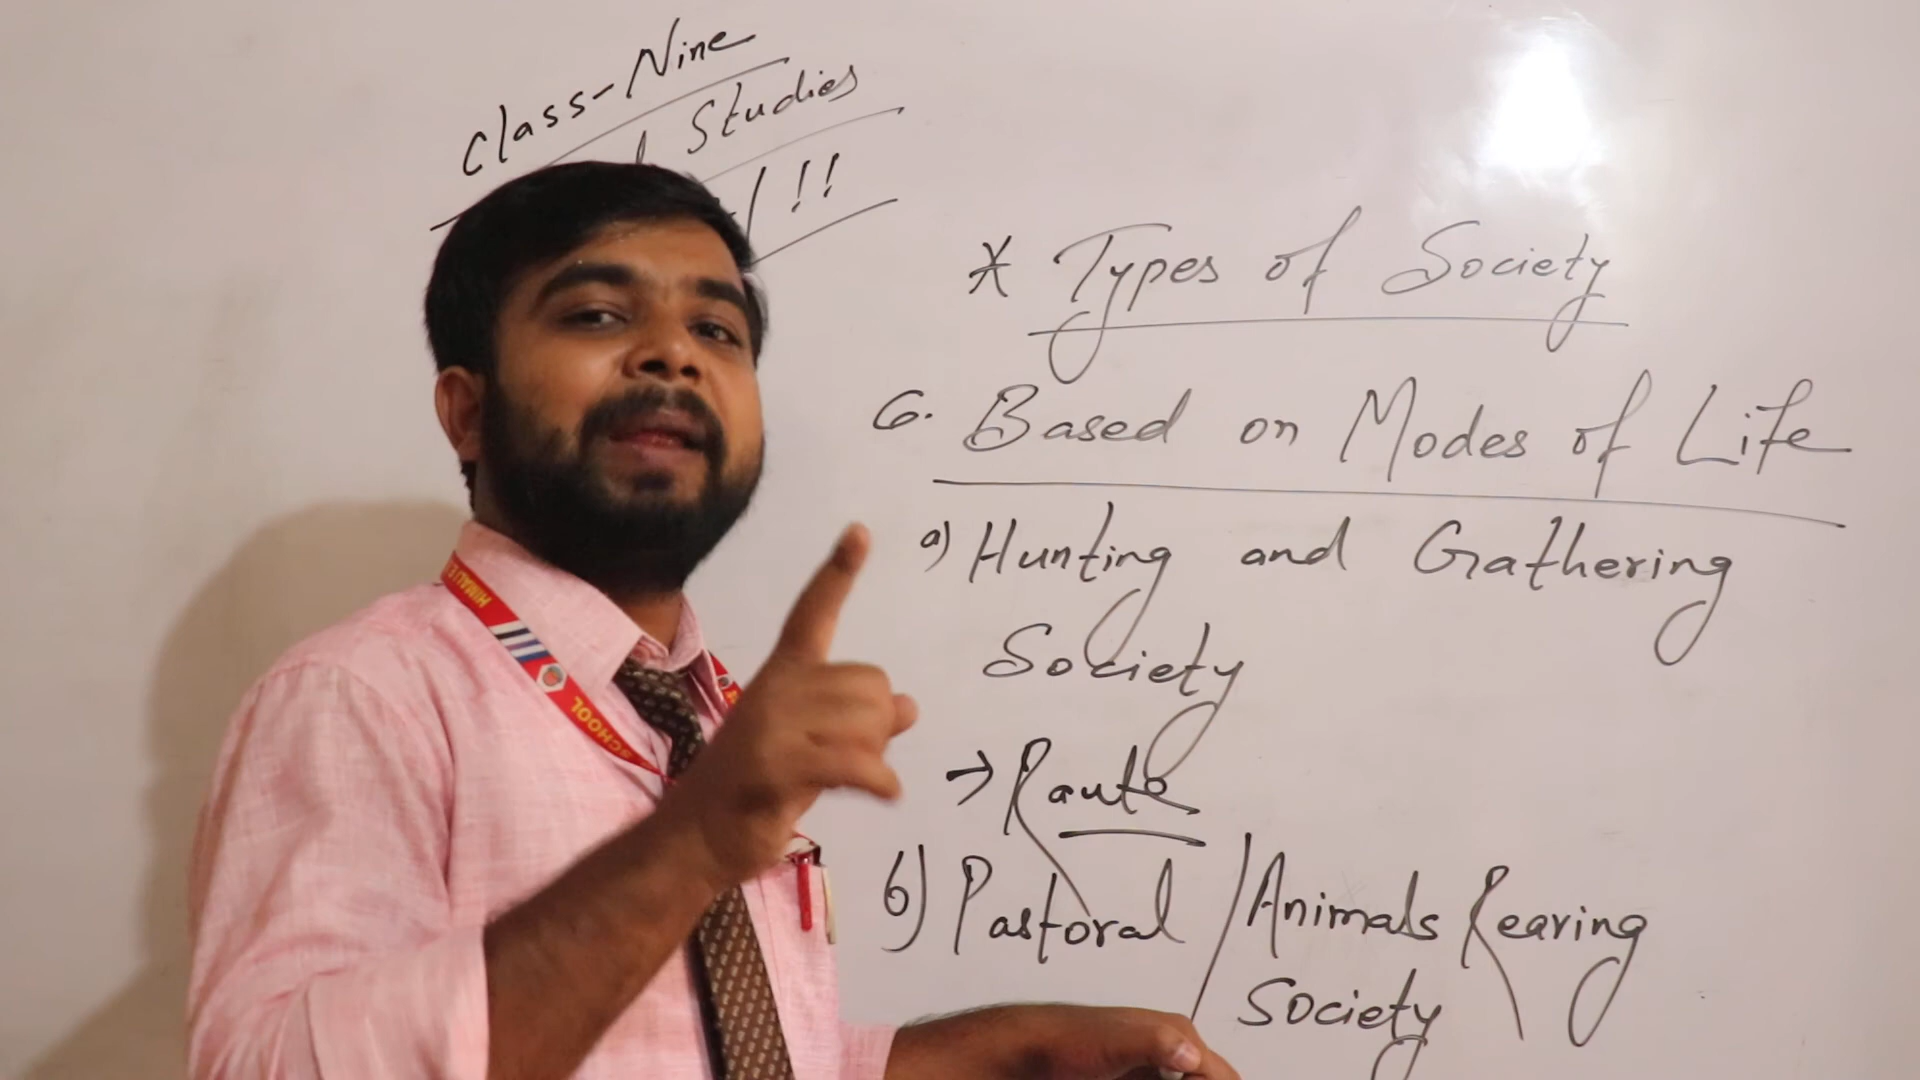 Class-Nine
Studies
!!
* Types of Society
6. Based on Modes of Life
a) Hunting and Gathering
Society
→ Raute
b) Pastoral / Animals Rearing
Society
SCHOOL